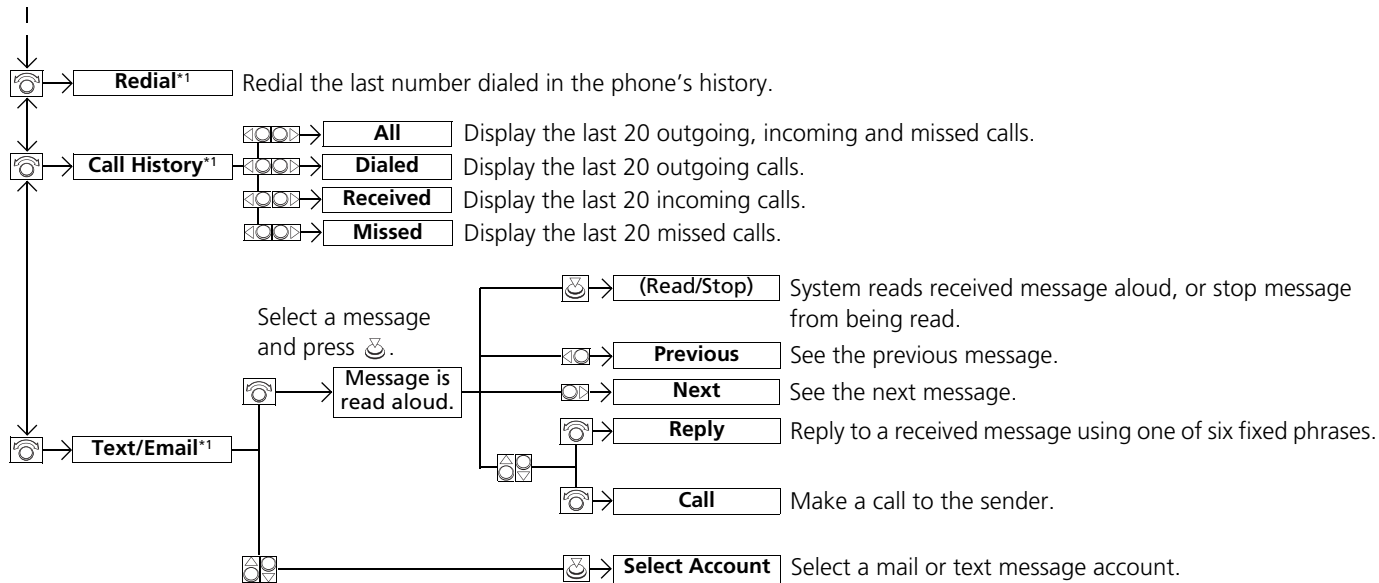 Redial*1 Redial the last number dialed in the phone's history.
All Display the last 20 outgoing, incoming and missed calls.
Call History*1 Dialed Display the last 20 outgoing calls.
Received Display the last 20 incoming calls.
Missed Display the last 20 missed calls.
(Read/Stop) System reads received message aloud, or stop message
from being read.
Select a message
and press .
Previous See the previous message.
Message is
read aloud.
Next See the next message.
Reply Reply to a received message using one of six fixed phrases.
Text/Email*1
Call Make a call to the sender.
Select Account Select a mail or text message account.